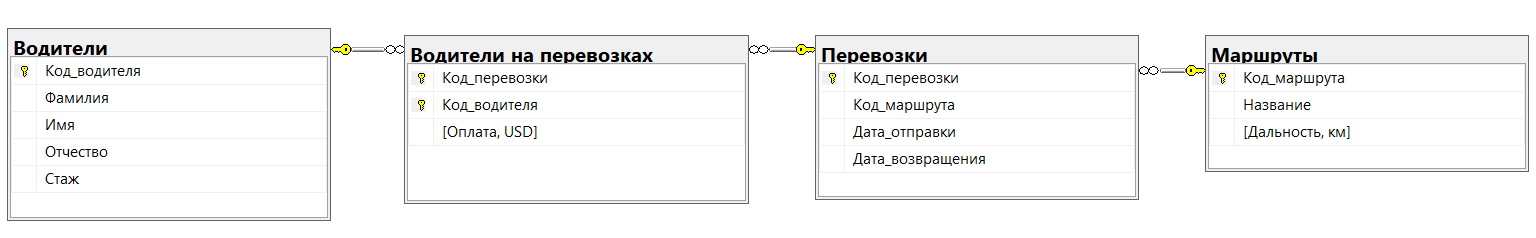 Водители
Код_водителя
Фамилия
Имя
Отчество
Стаж
Водители на перевозках
Код_перевозки
Код_водителя
[Оплата, USD]
Перевозки
Код_перевозки
Код_маршрута
Дата_отправки
Дата_возвращения
Маршруты
Код_маршрута
Название
[Дальность, км]